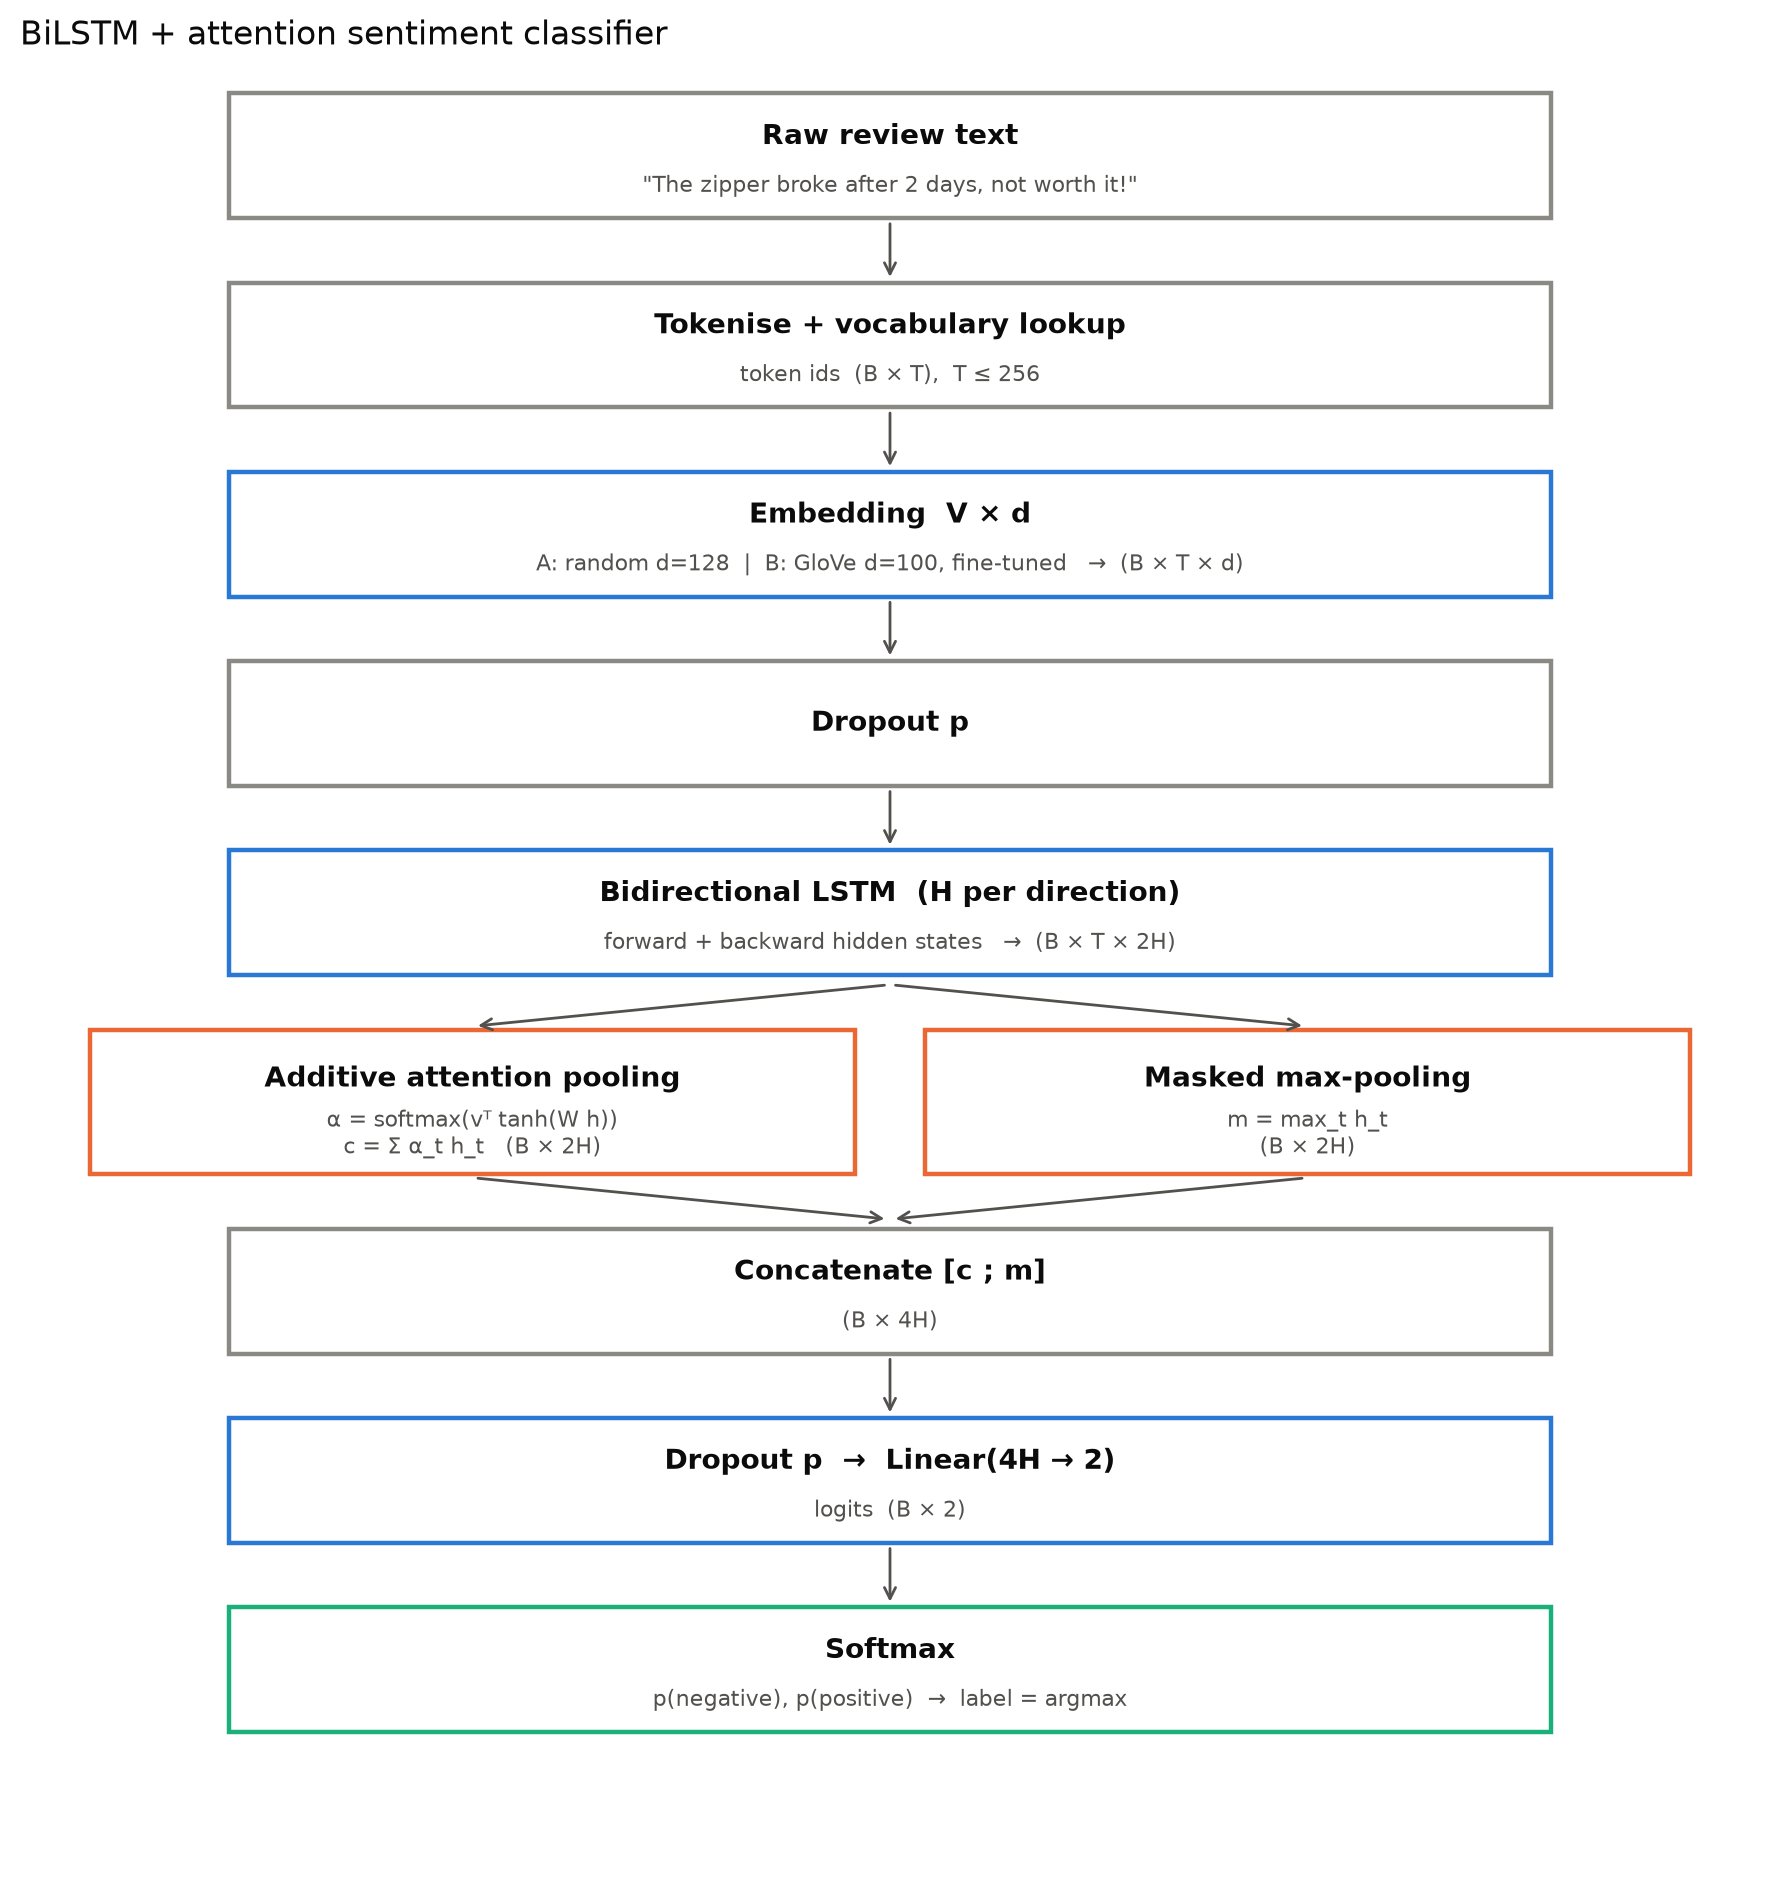 BiLSTM + attention sentiment classifier
Raw review text
"The zipper broke after 2 days, not worth it!"
Tokenise + vocabulary lookup
token ids  (B × T),  T ≤ 256
Embedding  V × d
A: random d=128  |  B: GloVe d=100, fine-tuned   →  (B × T × d)
Dropout p
Bidirectional LSTM  (H per direction)
forward + backward hidden states   →  (B × T × 2H)
Additive attention pooling
α = softmax(vᵀ tanh(W h))
c = Σ α_t h_t   (B × 2H)
Masked max-pooling
m = max_t h_t
(B × 2H)
Concatenate [c ; m]
(B × 4H)
Dropout p  →  Linear(4H → 2)
logits  (B × 2)
Softmax
p(negative), p(positive)  →  label = argmax